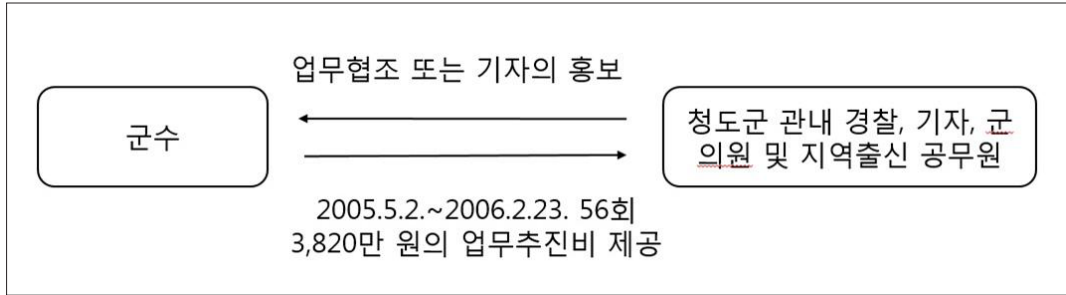 업무협조 또는 기자의 홍보
군수
청도군 관내 경찰, 기자, 군
의원 및 지역출신 공무원
2005.5.2.~2006.2.23. 56회
3,820만 원의 업무추진비 제공